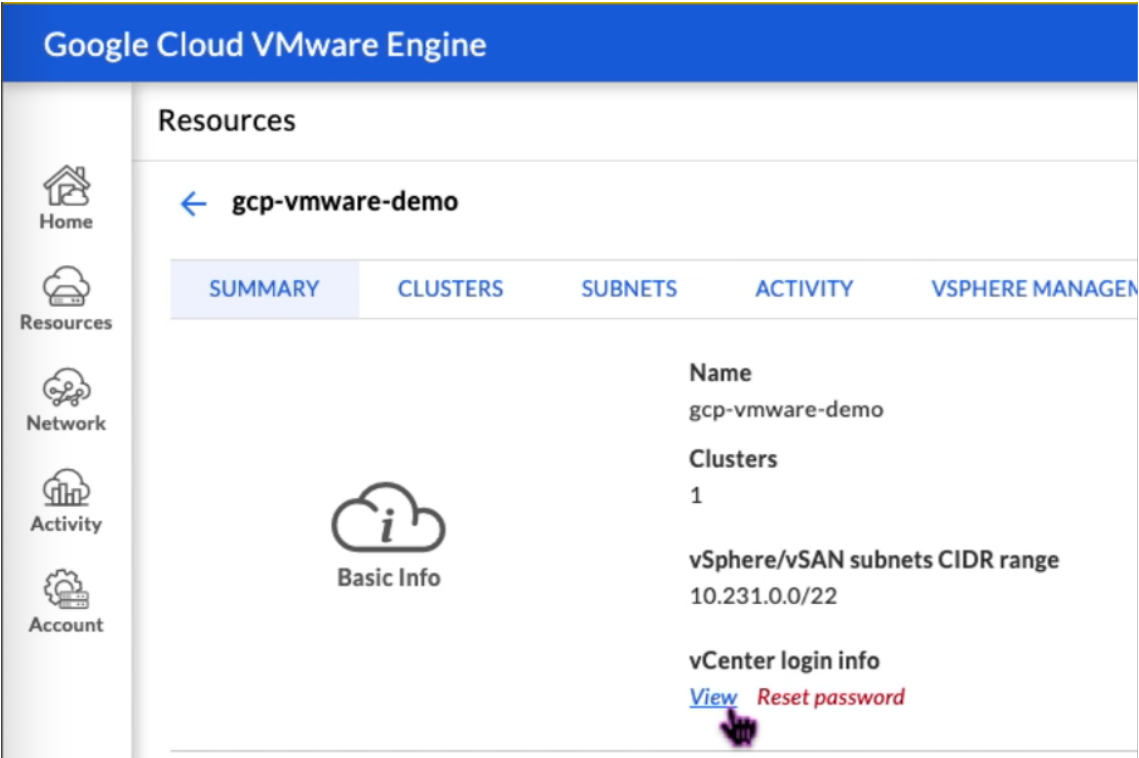 Google Cloud VMware Engine
Resources
Home
gcp-vmware-demo
SUMMARY CLUSTERS SUBNETS ACTIVITY VSPHERE MANAGEM
Resources
Name
gcp-vmware-demo
Network
Clusters
1
Activity
Basic Info
vSphere/vSAN subnets CIDR range
10.231.0.0/22
Account
vCenter login info
View Reset password